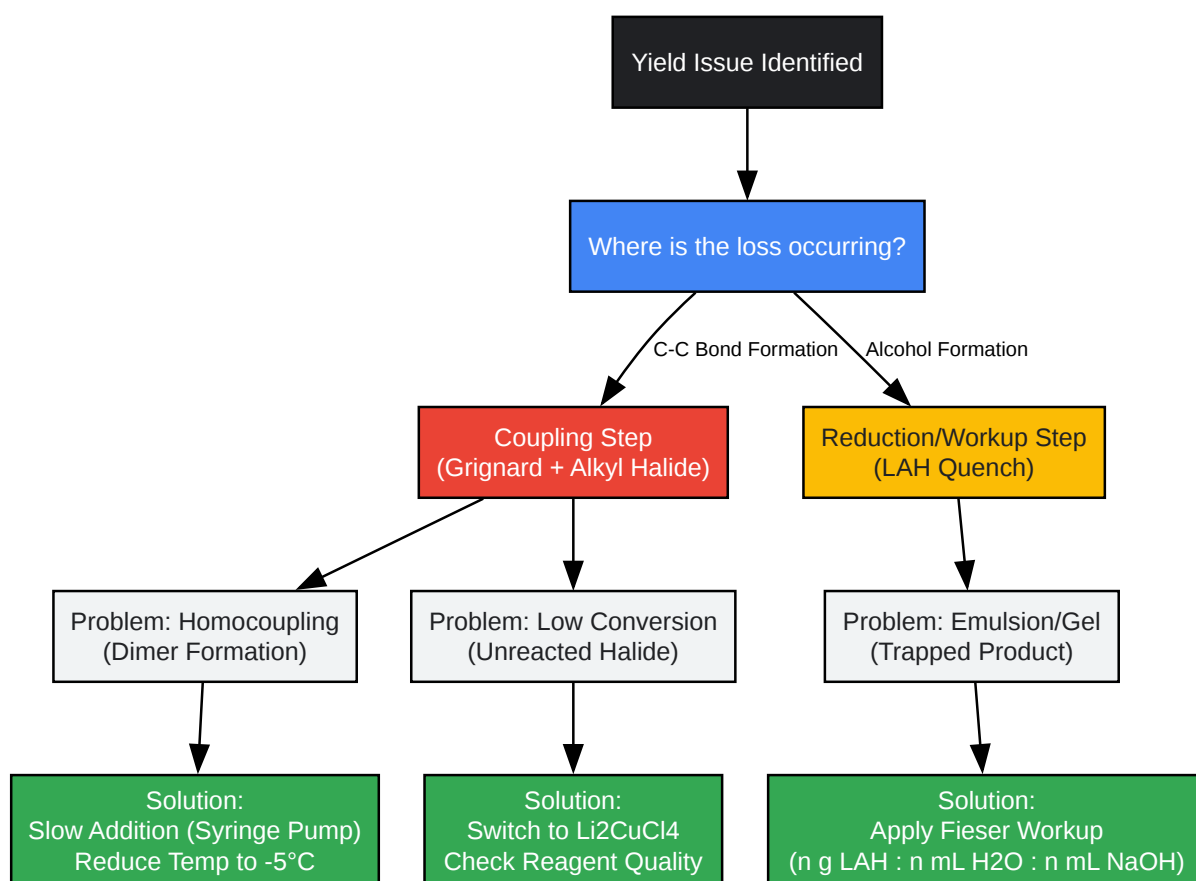 Yield Issue Identified
Where is the loss occurring?
C-C Bond Formation
Alcohol Formation
Coupling Step
(Grignard + Alkyl Halide)
Reduction/Workup Step
(LAH Quench)
Problem: Homocoupling
(Dimer Formation)
Problem: Low Conversion
(Unreacted Halide)
Problem: Emulsion/Gel
(Trapped Product)
Solution:
Slow Addition (Syringe Pump)
Reduce Temp to -5°C
Solution:
Switch to Li2CuCl4
Check Reagent Quality
Solution:
Apply Fieser Workup
(n g LAH : n mL H2O : n mL NaOH)